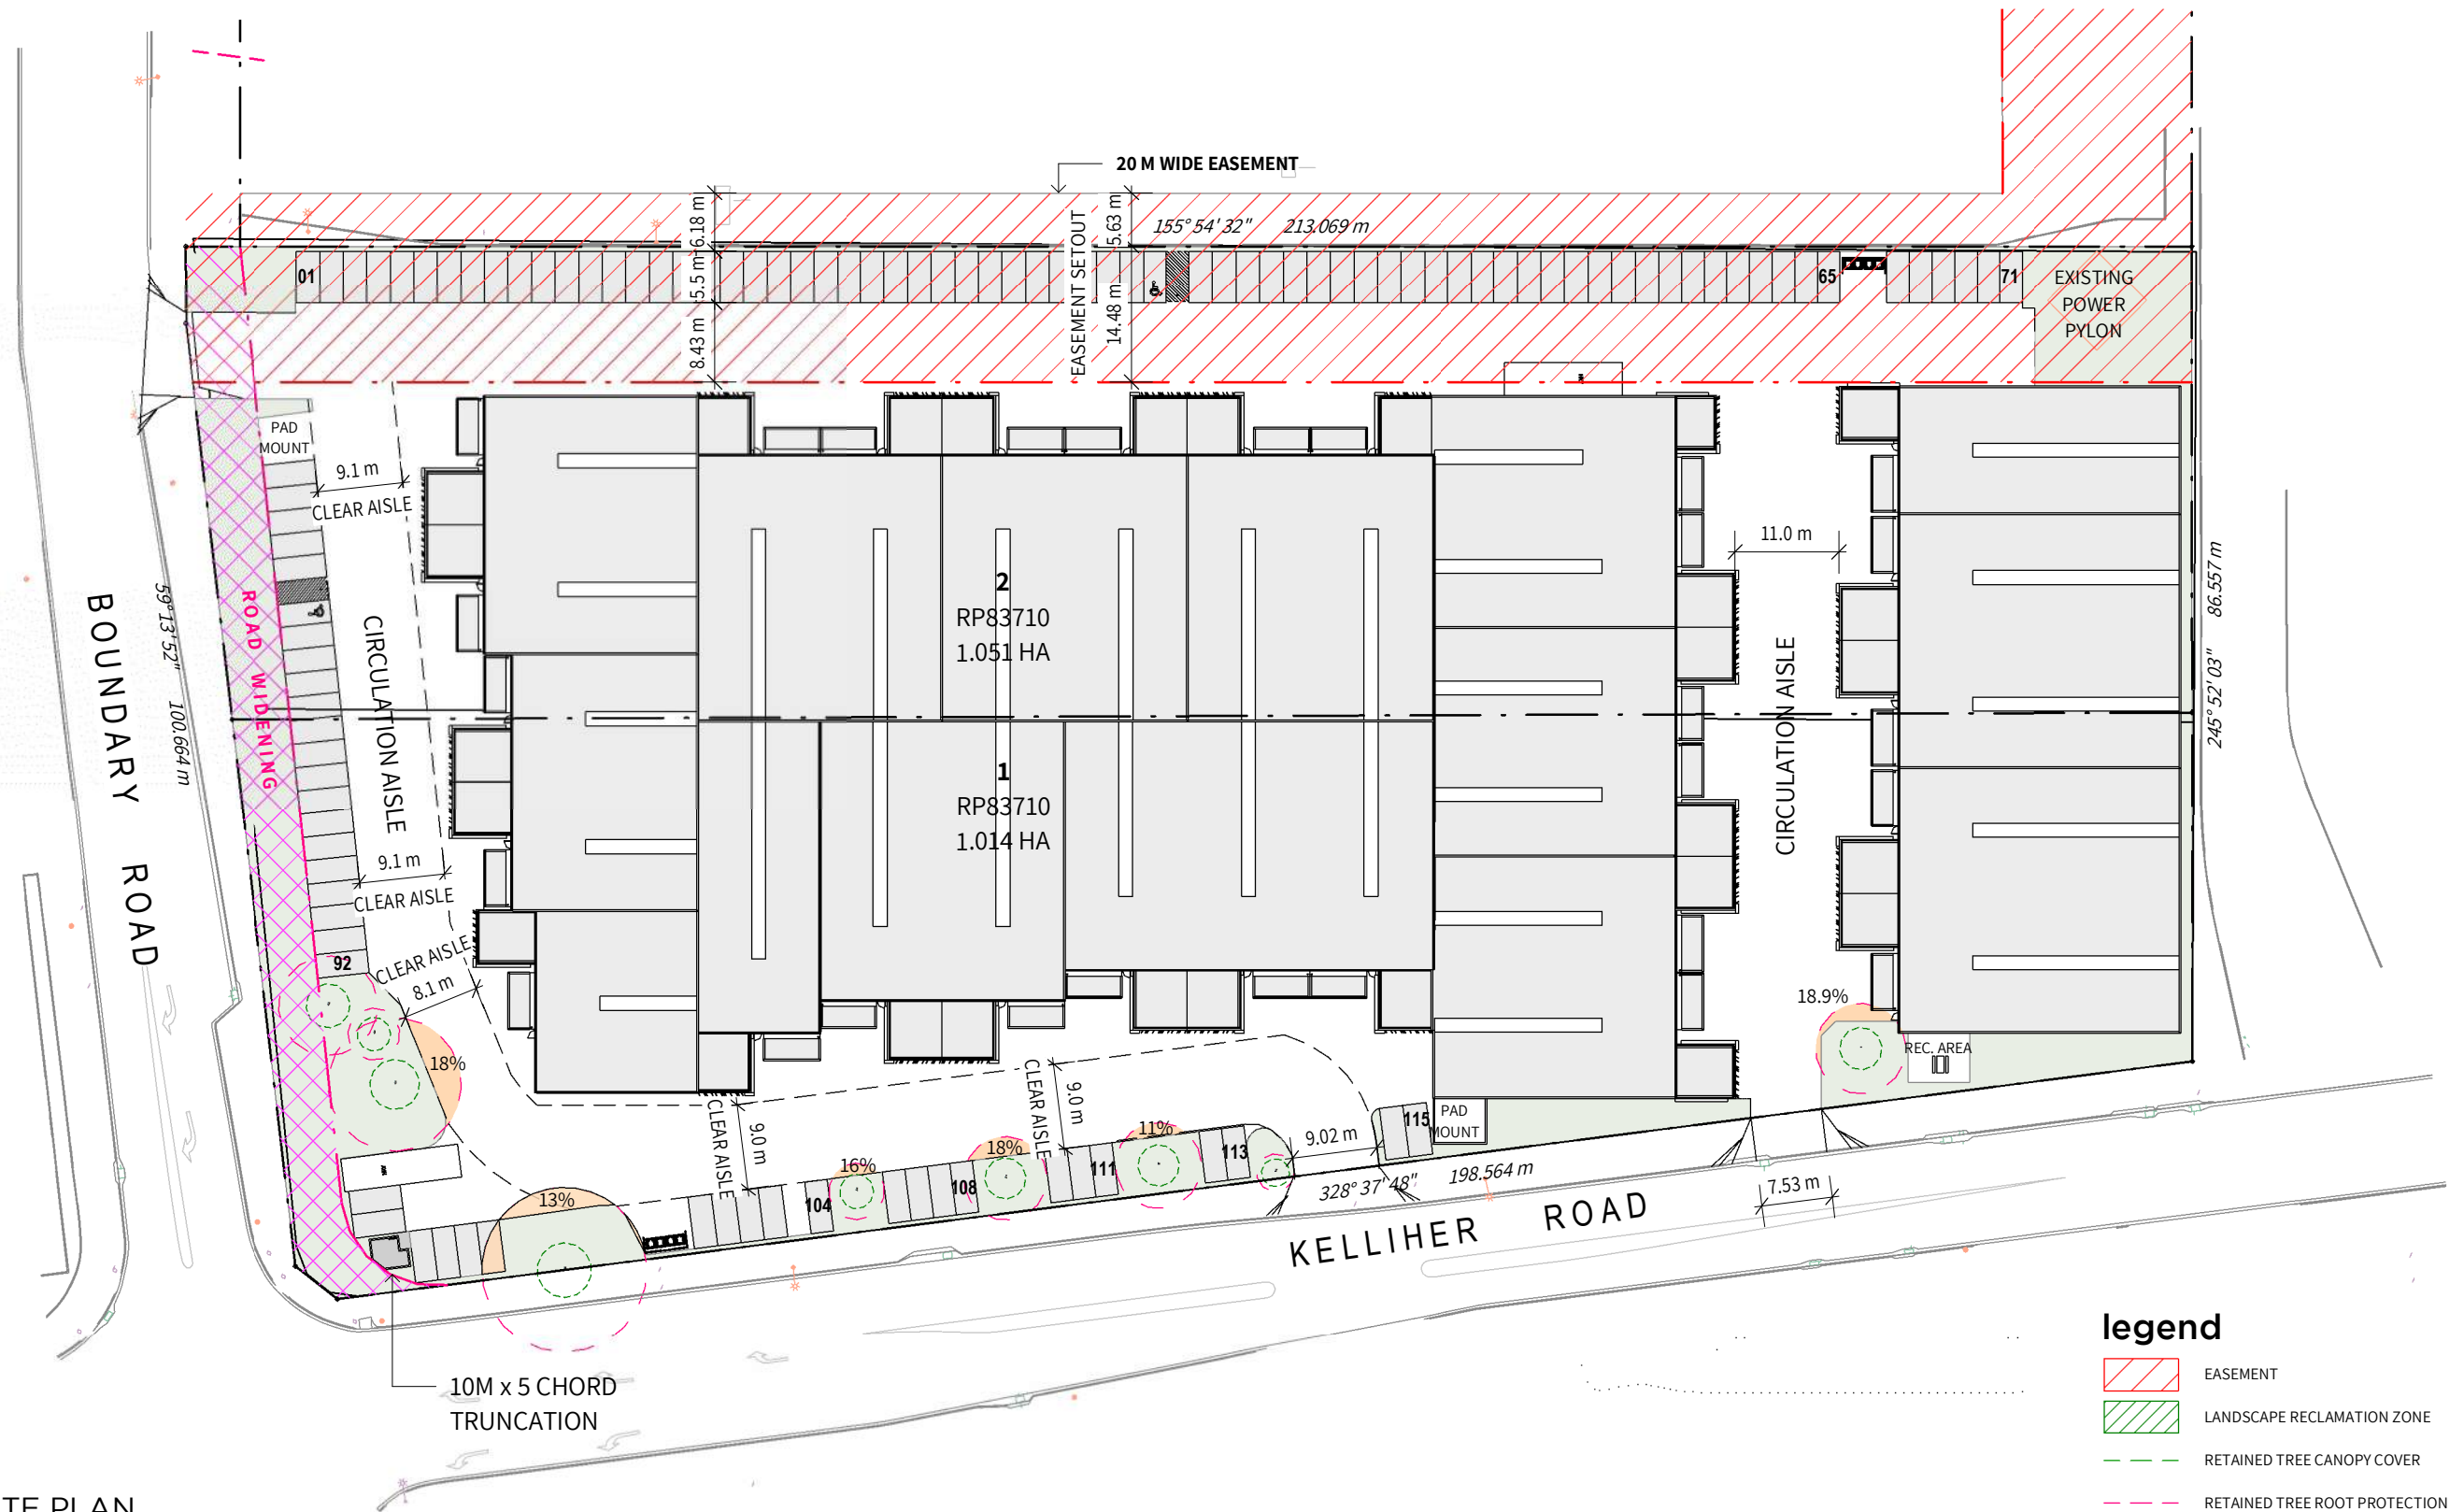 20 M WIDE EASEMENT
6.18 m
5.5 m
8.43 m
EASEMENT SETOUT
5.63 m
14.48 m
155° 54' 32" 213.069 m
01
65
71
EXISTING
POWER
PYLON
PAD
MOUNT
9.1 m
CLEAR AISLE
11.0 m
2
RP83710
1.051 HA
1
RP83710
1.014 HA
BOUNDARY ROAD
59° 13' 52" 100.664 m
ROAD WIDENING
CIRCULATION AISLE
CIRCULATION AISLE
245° 52' 03" 86.557 m
9.1 m
CLEAR AISLE
92
CLEAR AISLE
8.1 m
18%
18.9%
REC. AREA
CLEAR AISLE
9.0 m
CLEAR AISLE
9.0 m
13%
104
16%
108
18%
111
11%
113
9.02 m
115
PAD
MOUNT
328° 37' 48" 198.564 m
7.53 m
KELLIHER ROAD
10M x 5 CHORD
TRUNCATION
legend
EASEMENT
LANDSCAPE RECLAMATION ZONE
RETAINED TREE CANOPY COVER
RETAINED TREE ROOT PROTECTION
TE PLAN